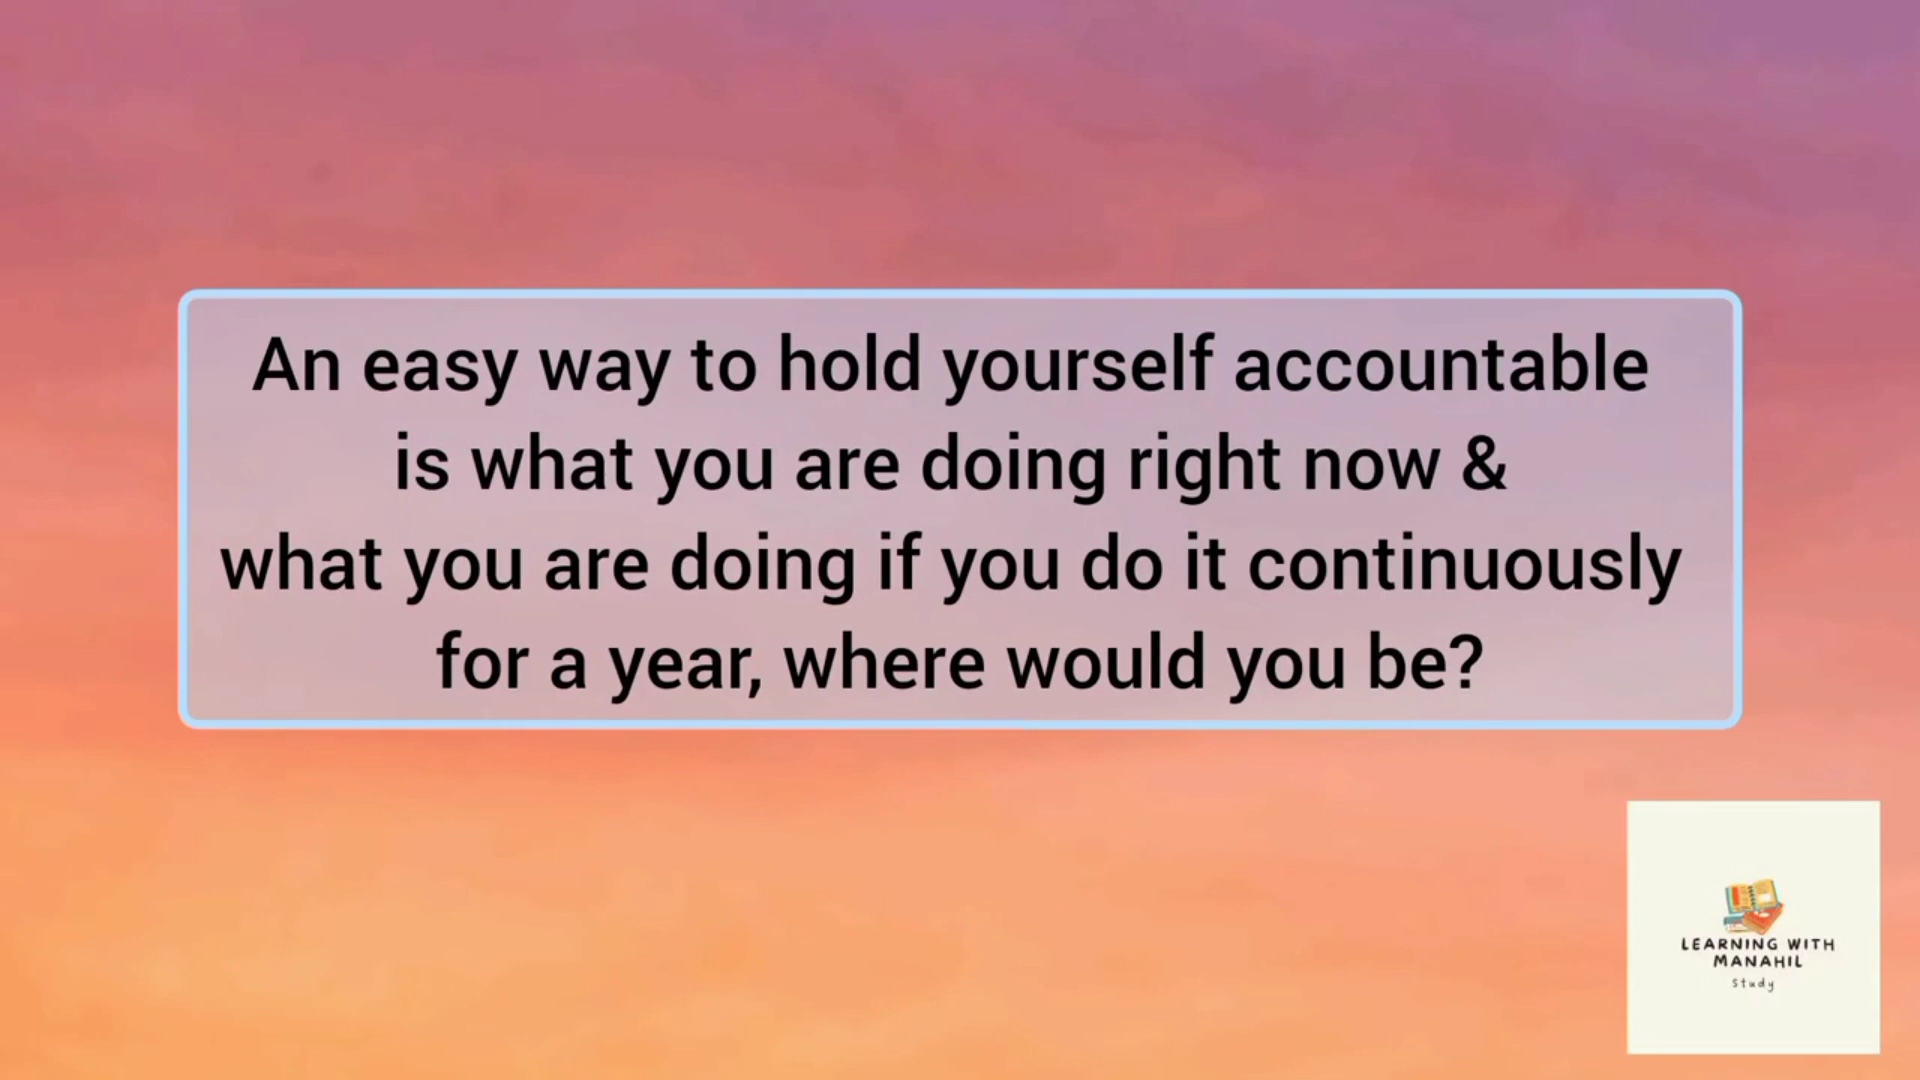 An easy way to hold yourself accountable
is what you are doing right now &
what you are doing if you do it continuously
for a year, where would you be?
LEARNING WITH
MANAHIL
Study